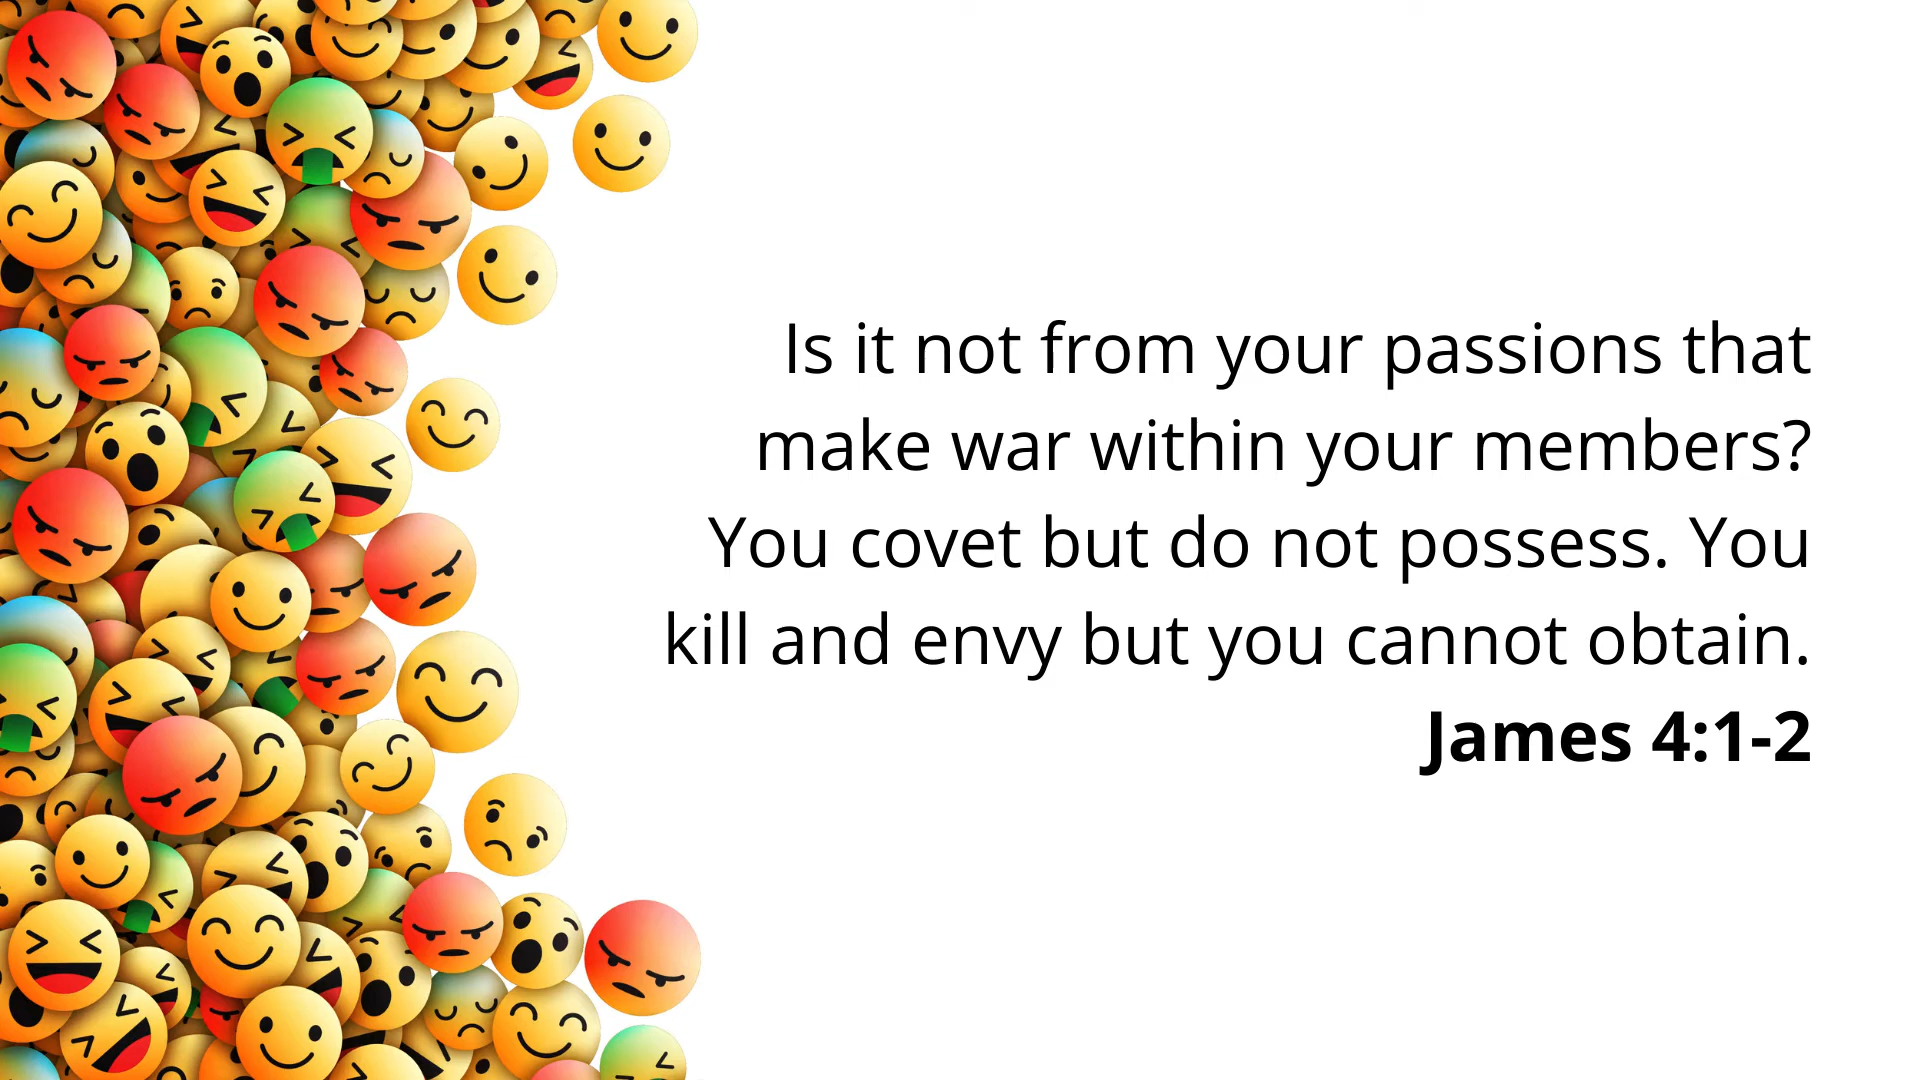 Is it not from your passions that
make war within your members?
You covet but do not possess. You
kill and envy but you cannot obtain.
James 4:1-2